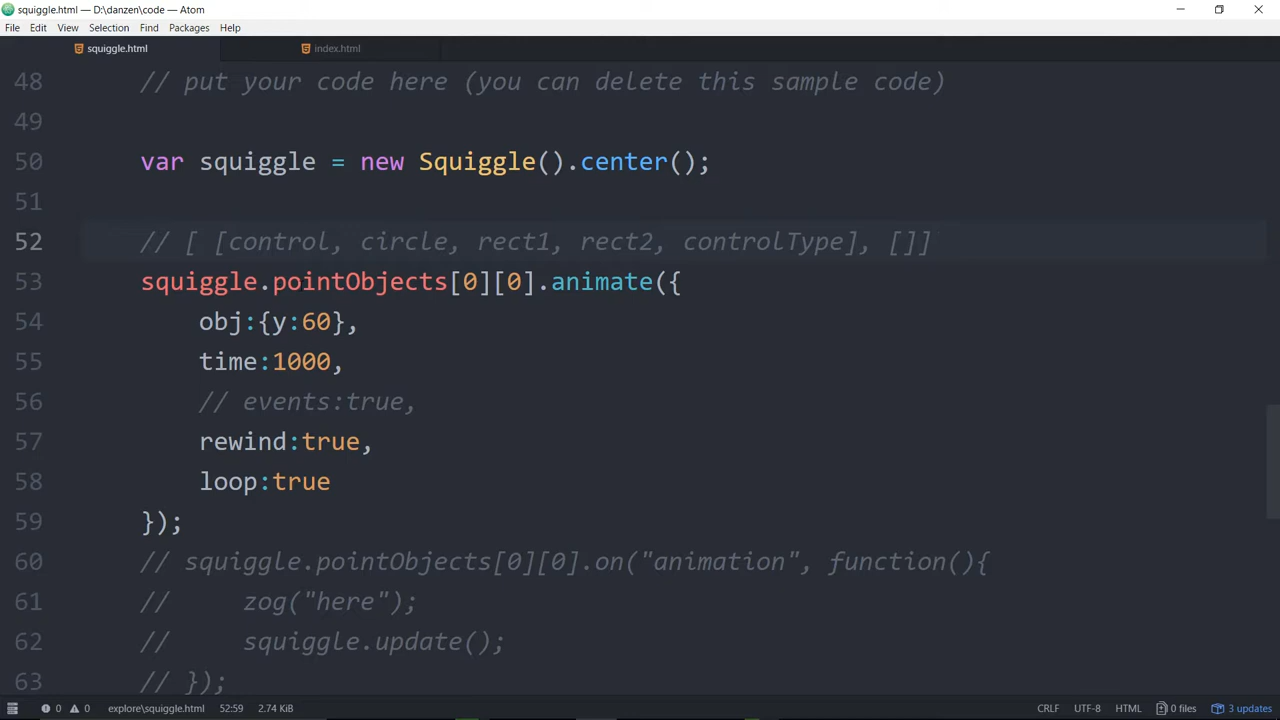 squiggle.html — D:\danzen\code — Atom
File Edit View Selection Find Packages Help
squiggle.html index.html
48 // put your code here (you can delete this sample code)
49
50 var squiggle = new Squiggle().center();
51
52 // [ [control, circle, rect1, rect2, controlType], []]
53 squiggle.pointObjects[0][0].animate({
54 obj:{y:60},
55 time:1000,
56 // events:true,
57 rewind:true,
58 loop:true
59 });
60 // squiggle.pointObjects[0][0].on("animation", function(){
61 // zog("here");
62 // squiggle.update();
63 // });
0 0 explore\squiggle.html 52:59 2.74 KiB CRLF UTF-8 HTML 0 files 3 updates